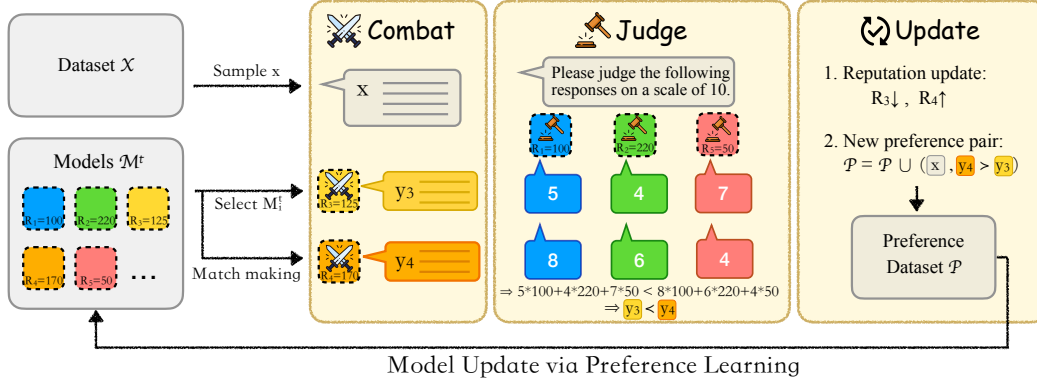 Dataset 𝒳
Sample x
Models ℳᵗ
R₁=100
R₂=220
R₃=125
R₄=170
R₅=50
...
Select Mᵢᵗ
Match making
Combat
x
R₃=125
y₃
R₄=170
y₄
Judge
Please judge the following
responses on a scale of 10.
R₁=100
R₂=220
R₅=50
5
4
7
8
6
4
⇒ 5*100+4*220+7*50 < 8*100+6*220+4*50
⇒ y₃ < y₄
Update
1. Reputation update:
R₃↓ , R₄↑
2. New preference pair:
𝒫 = 𝒫 ∪ (x , y₄ > y₃)
Preference
Dataset 𝒫
Model Update via Preference Learning